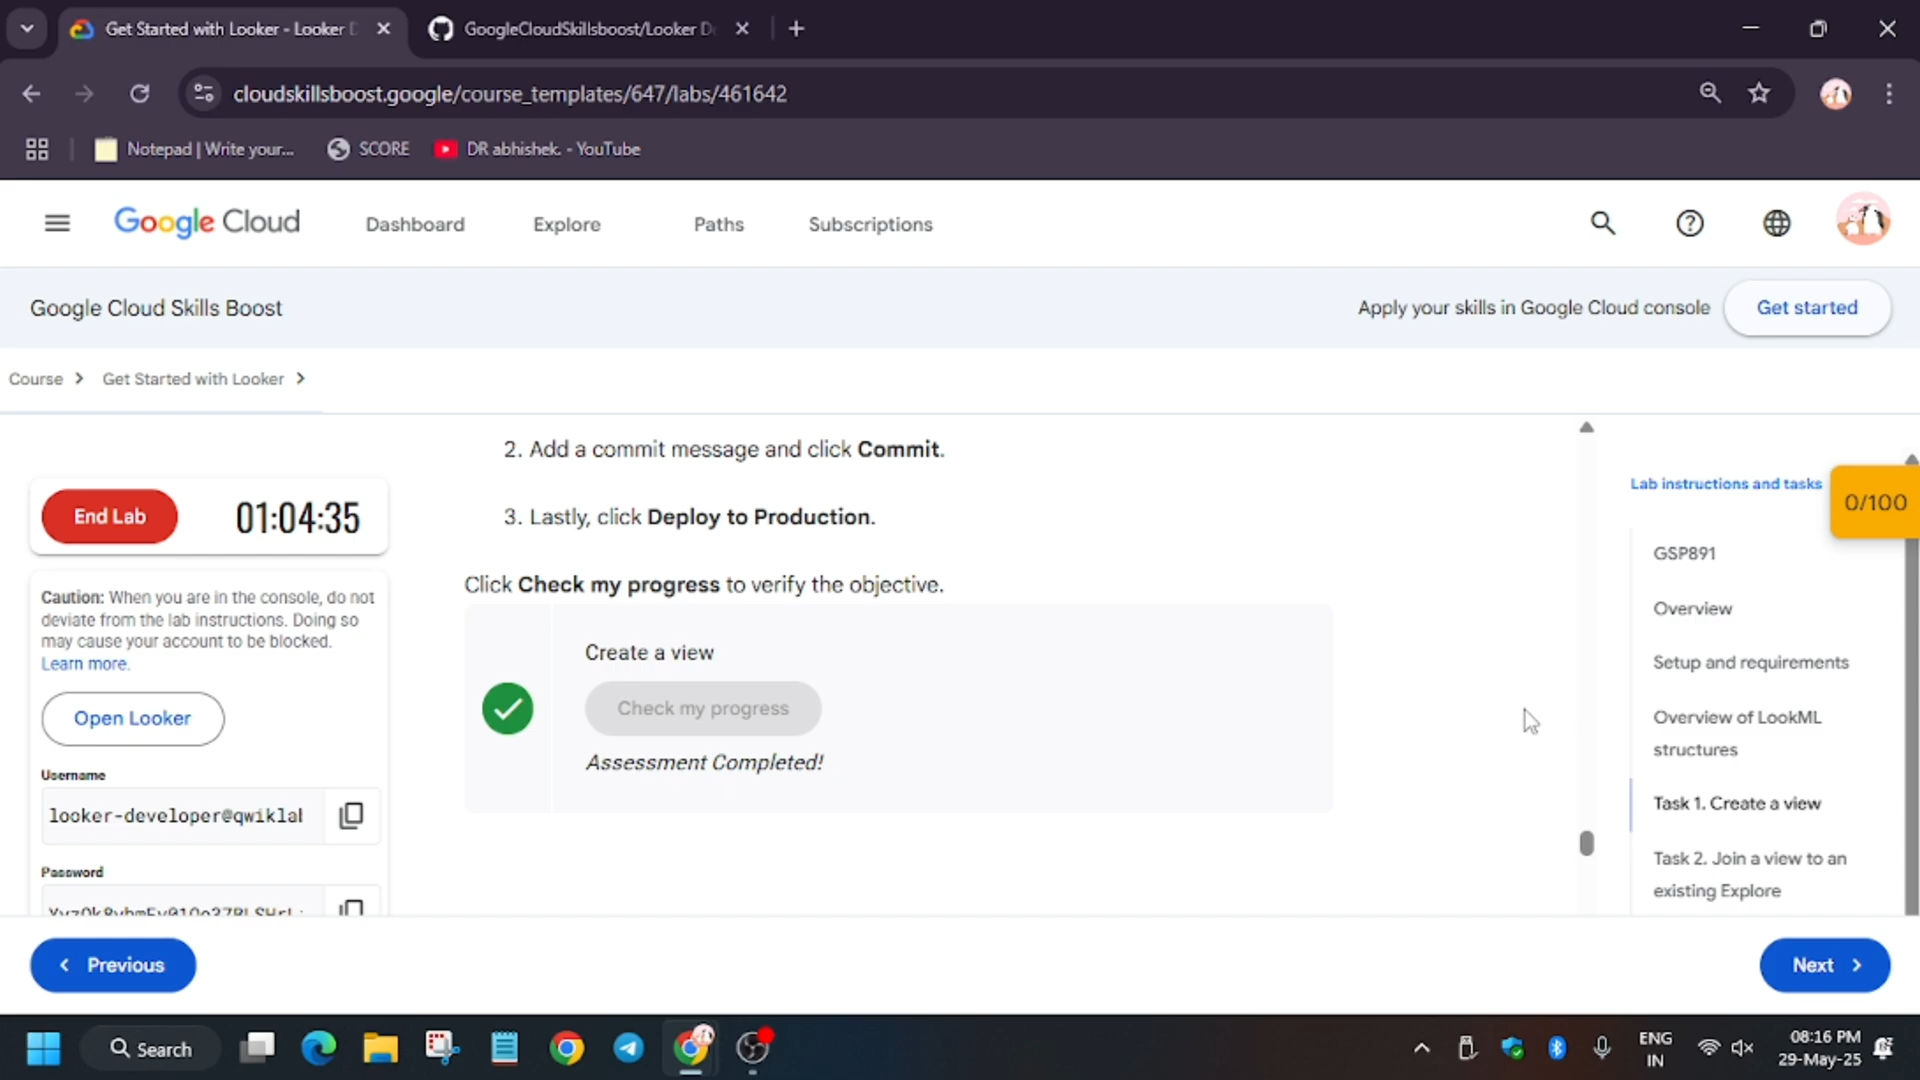 Get Started with Looker - Looker D
GoogleCloudSkillsboost/Looker De
cloudskillsboost.google/course_templates/647/labs/461642
Notepad | Write your...
SCORE
DR abhishek. - YouTube
Google Cloud
Dashboard
Explore
Paths
Subscriptions
Google Cloud Skills Boost
Apply your skills in Google Cloud console
Get started
Course
Get Started with Looker
End Lab
01:04:35
Caution: When you are in the console, do not
deviate from the lab instructions. Doing so
may cause your account to be blocked.
Learn more.
Open Looker
Username
looker-developer@qwiklab
Password
2. Add a commit message and click Commit.
3. Lastly, click Deploy to Production.
Click Check my progress to verify the objective.
Create a view
Check my progress
Assessment Completed!
Lab instructions and tasks
0/100
GSP891
Overview
Setup and requirements
Overview of LookML
structures
Task 1. Create a view
Task 2. Join a view to an
existing Explore
Previous
Next
Search
ENG
IN
08:16 PM
29-May-25